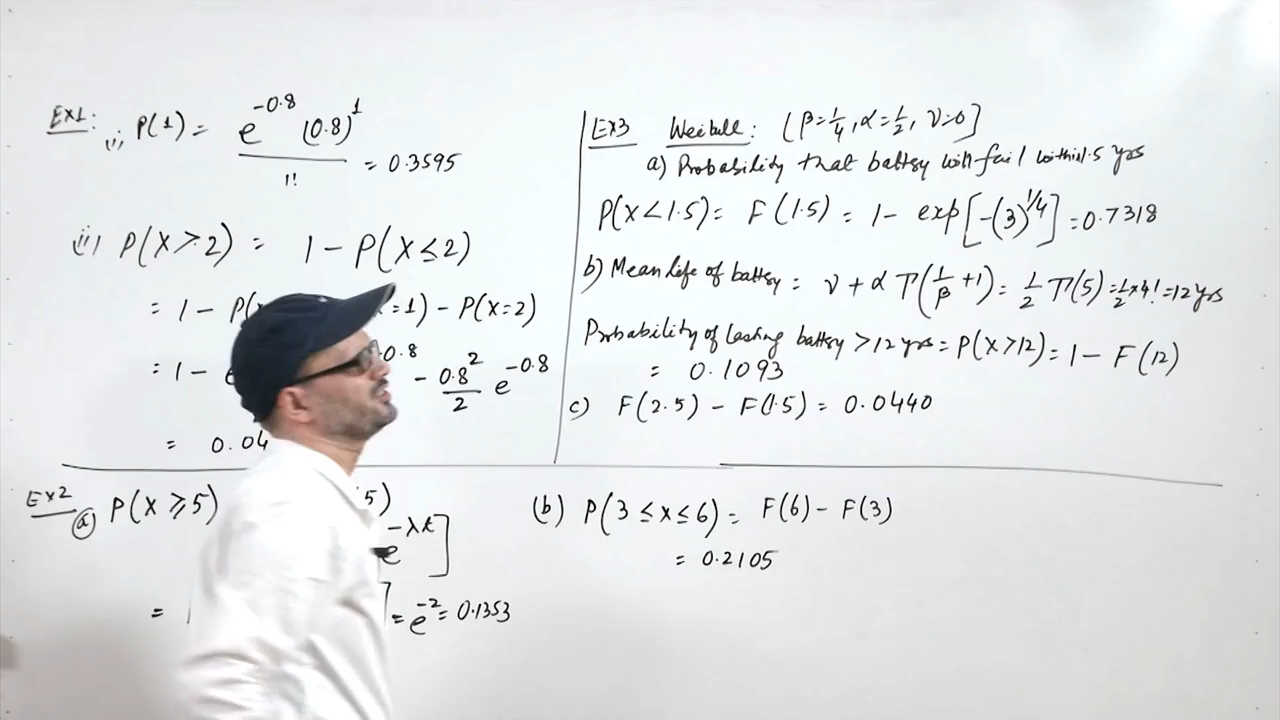 Ex1: i) P(1) = e^-0.8 (0.8)^1 / 1! = 0.3595
ii) P(X > 2) = 1 - P(X ≤ 2)
= 1 - P(X =1) - P(X=2)
= 1 - e -0.8 - 0.8^2/2 e^-0.8
= 0.04
Ex2 a) P(X ≥ 5) 5)
e^-λt ]
= ] = e^-2 = 0.1353
Ex3 Weibull: (β=1/4, α=1/2, ν=0]
a) Probability that battery will fail within 1.5 yrs
P(X < 1.5) = F(1.5) = 1 - exp[-(3)^1/4] = 0.7318
b) Mean life of battery = ν + α Γ(1/β + 1) = 1/2 Γ(5) = 1/2 × 4! = 12 yrs
Probability of lasting battery > 12 yrs = P(X > 12) = 1 - F(12)
= 0.1093
c) F(2.5) - F(1.5) = 0.0440
(b) P(3 ≤ x ≤ 6) = F(6) - F(3)
= 0.2105